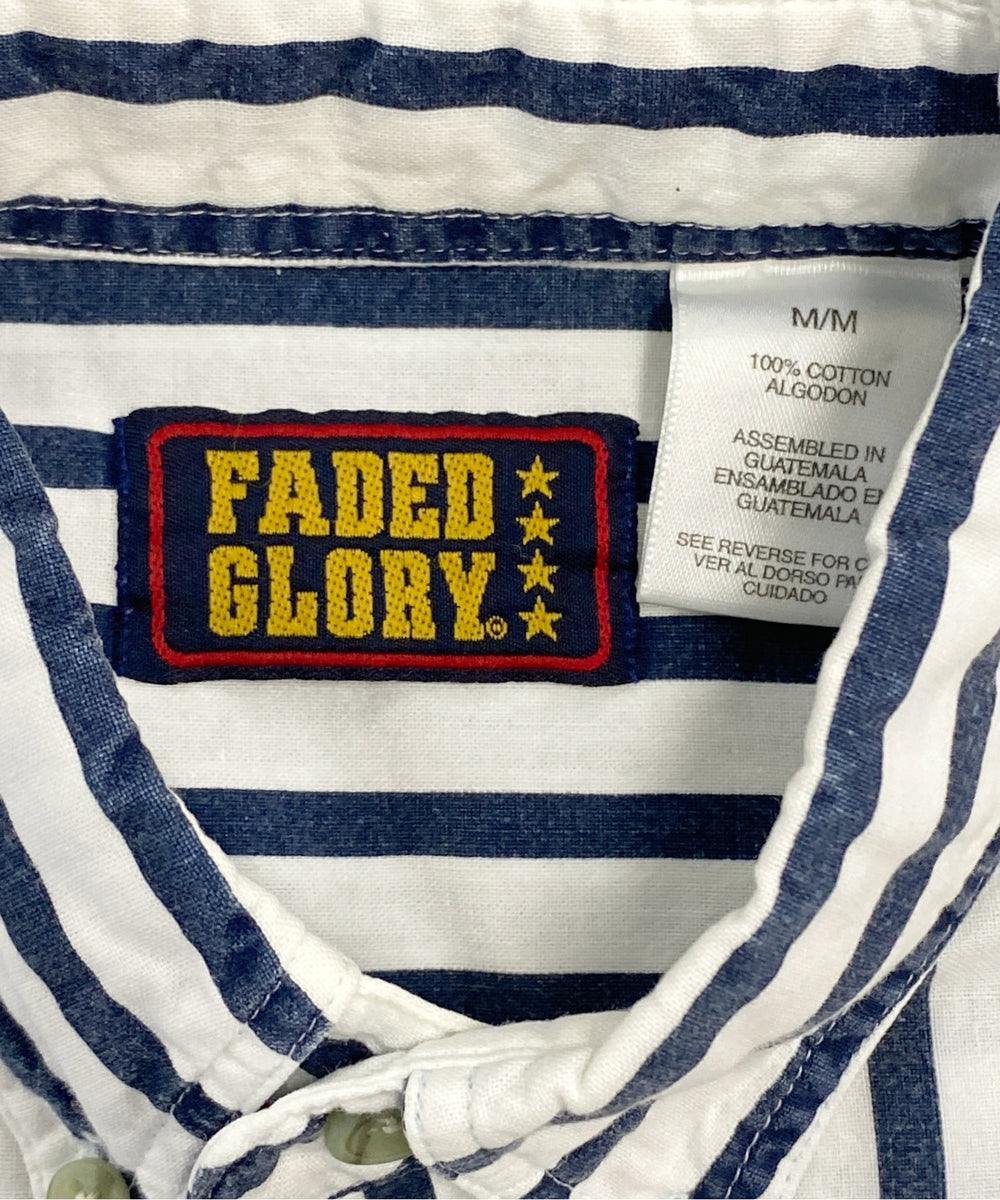 FADED
GLORY®
M/M
100% COTTON
ALGODON
ASSEMBLED IN
GUATEMALA
ENSAMBLADO EN
GUATEMALA
SEE REVERSE FOR C
VER AL DORSO PA
CUIDADO